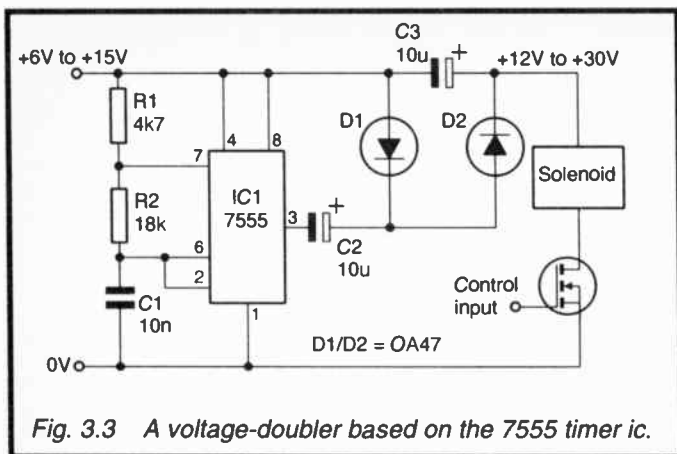 C3
10u +
+6V to +15V
+12V to +30V
R1
4k7
4
8
D1
D2
7
R2
18k
IC1
7555
3
+
Solenoid
6
2
C2
10u
C1
10n
Control
input
1
0V
D1/D2 = OA47
Fig. 3.3 A voltage-doubler based on the 7555 timer ic.